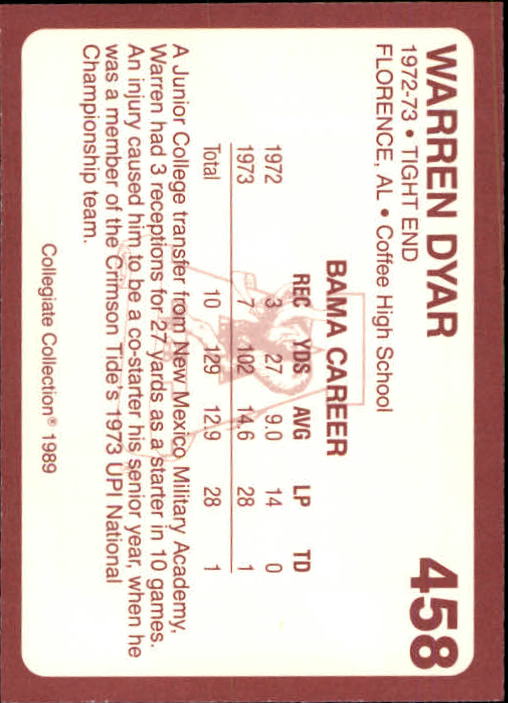 WARREN DYAR 458
1972-73 • TIGHT END
FLORENCE, AL • Coffee High School
BAMA CAREER
REC YDS AVG LP TD
1972 3 27 9.0 14 0
1973 7 102 14.6 28 1
Total 10 129 12.9 28 1
A Junior College transfer from New Mexico Military Academy,
Warren had 3 receptions for 27 yards as a starter in 10 games.
An injury caused him to be a co-starter his senior year, when he
was a member of the Crimson Tide's 1973 UPI National
Championship team.
Collegiate Collection® 1989